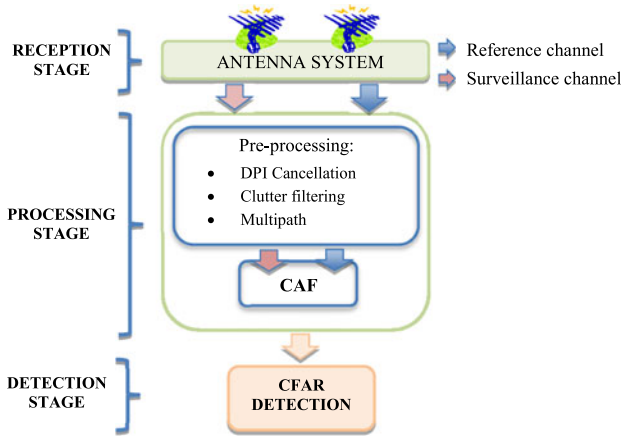 RECEPTION
STAGE
ANTENNA SYSTEM
Reference channel
Surveillance channel
PROCESSING
STAGE
Pre-processing:
• DPI Cancellation
• Clutter filtering
• Multipath
CAF
DETECTION
STAGE
CFAR
DETECTION